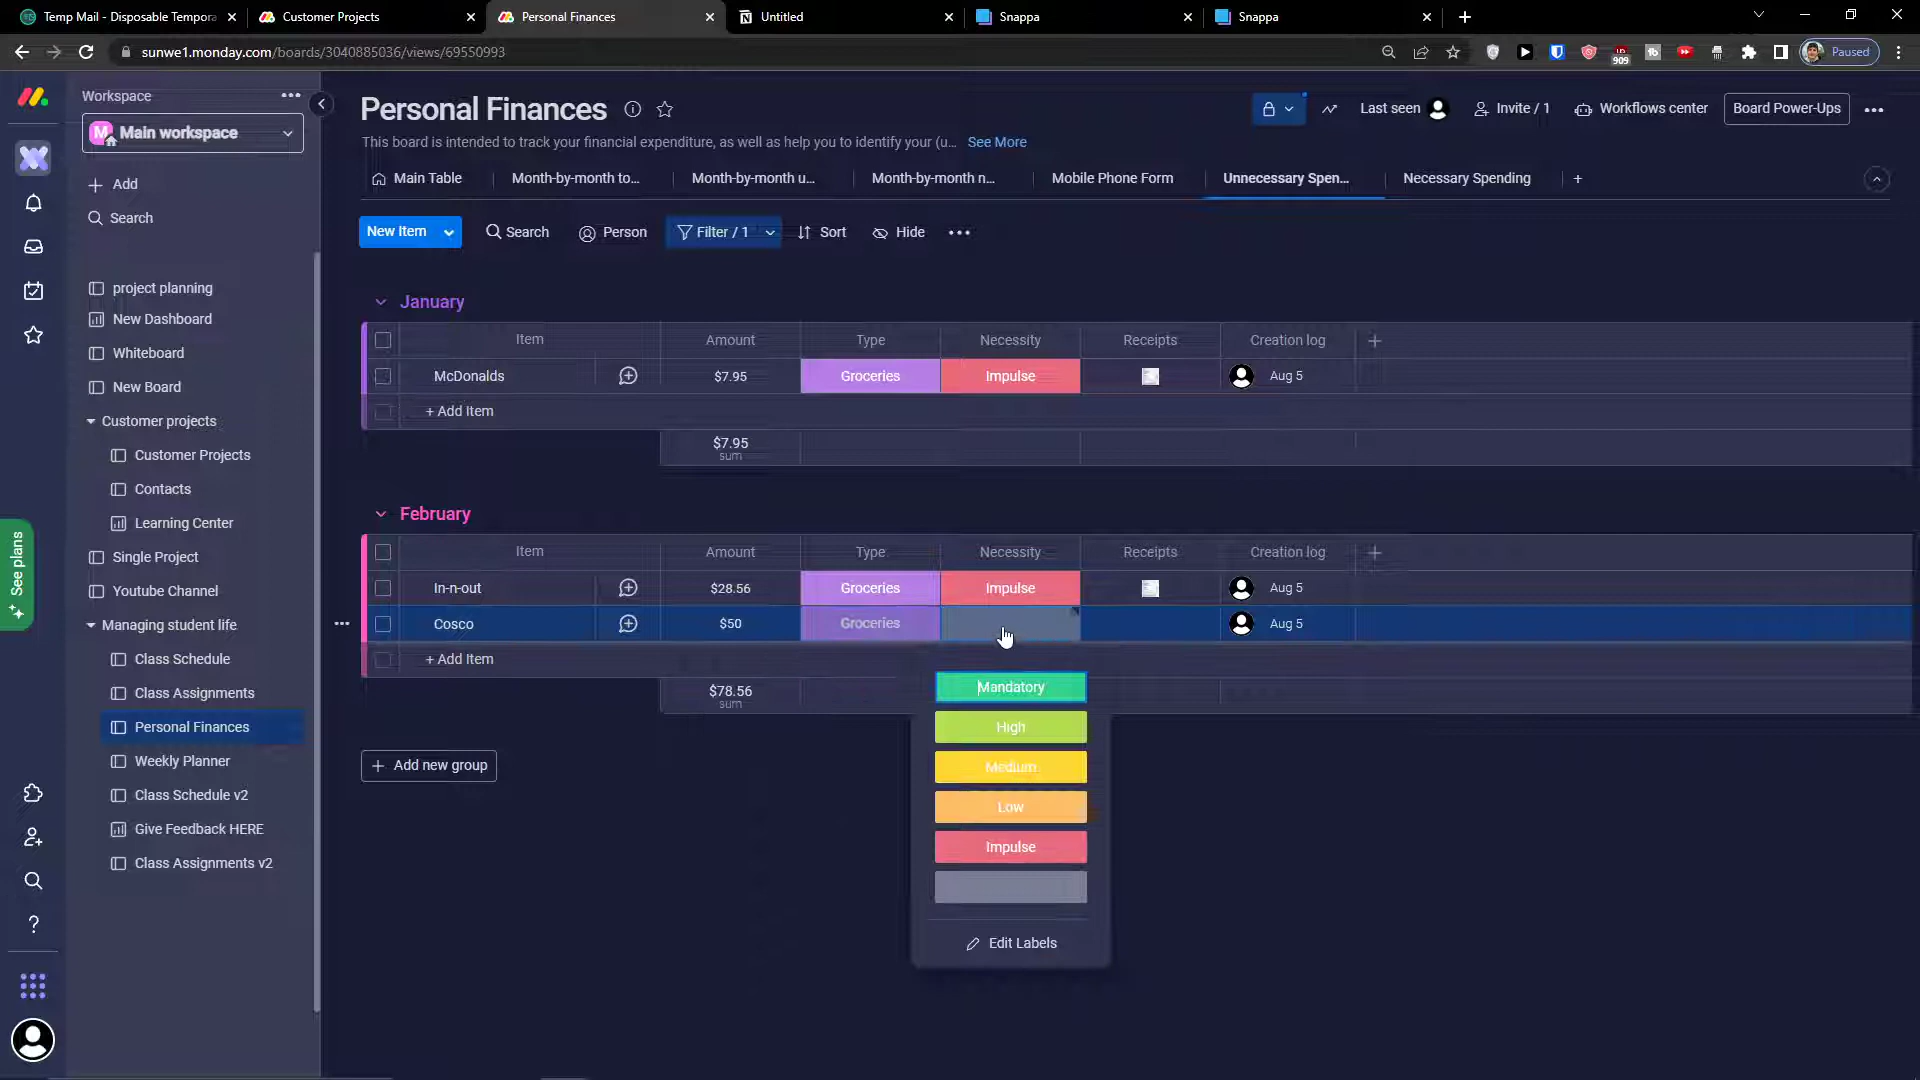 Temp Mail - Disposable Tempora
Customer Projects
Personal Finances
Untitled
Snappa
Snappa
sunwe1.monday.com/boards/3040885036/views/69550993
909
Paused
Workspace
M
Main workspace
Add
Search
project planning
New Dashboard
Whiteboard
New Board
Customer projects
Customer Projects
Contacts
Learning Center
Single Project
Youtube Channel
Managing student life
Class Schedule
Class Assignments
Personal Finances
Weekly Planner
Class Schedule v2
Give Feedback HERE
Class Assignments v2
See plans
Personal Finances
Last seen
Invite / 1
Workflows center
Board Power-Ups
This board is intended to track your financial expenditure, as well as help you to identify your (u... See More
Main Table
Month-by-month to...
Month-by-month u...
Month-by-month n...
Mobile Phone Form
Unnecessary Spen...
Necessary Spending
+
New Item
Search
Person
Filter / 1
Sort
Hide
January
Item Amount Type Necessity Receipts Creation log +
McDonalds $7.95 Groceries Impulse Aug 5
+ Add Item
$7.95
sum
February
Item Amount Type Necessity Receipts Creation log +
In-n-out $28.56 Groceries Impulse Aug 5
Cosco $50 Groceries Aug 5
+ Add Item
$78.56
sum
Mandatory
High
Medium
Low
Impulse
Edit Labels
+ Add new group